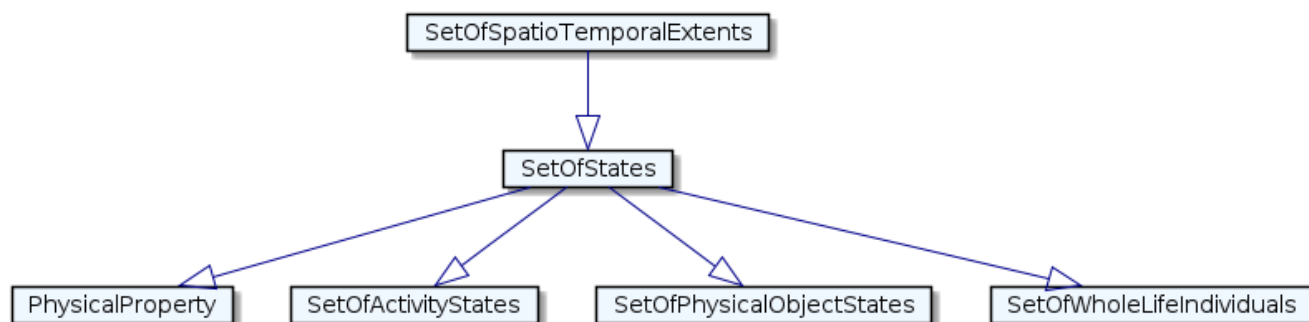 SetOfSpatioTemporalExtents
SetOfStates
PhysicalProperty
SetOfActivityStates
SetOfPhysicalObjectStates
SetOfWholeLifeIndividuals